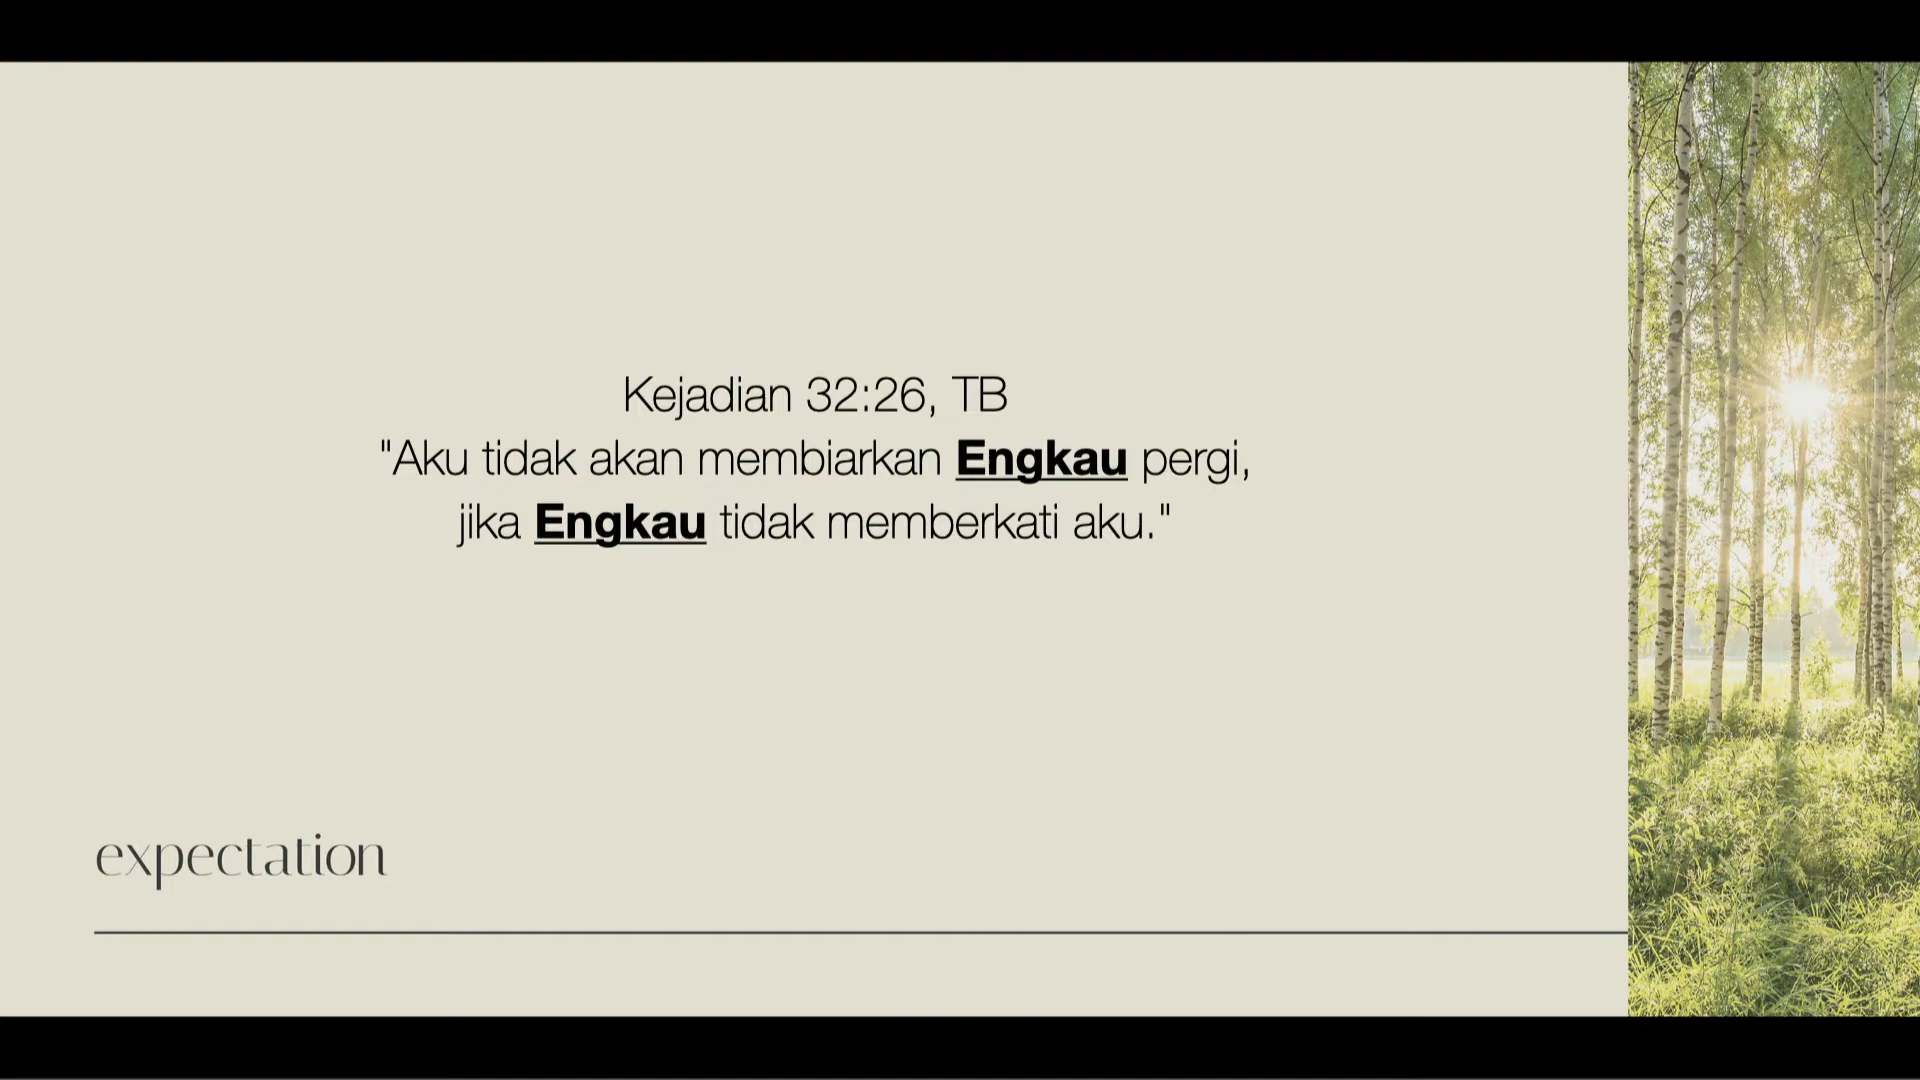 Kejadian 32:26, TB
"Aku tidak akan membiarkan Engkau pergi,
jika Engkau tidak memberkati aku."
expectation